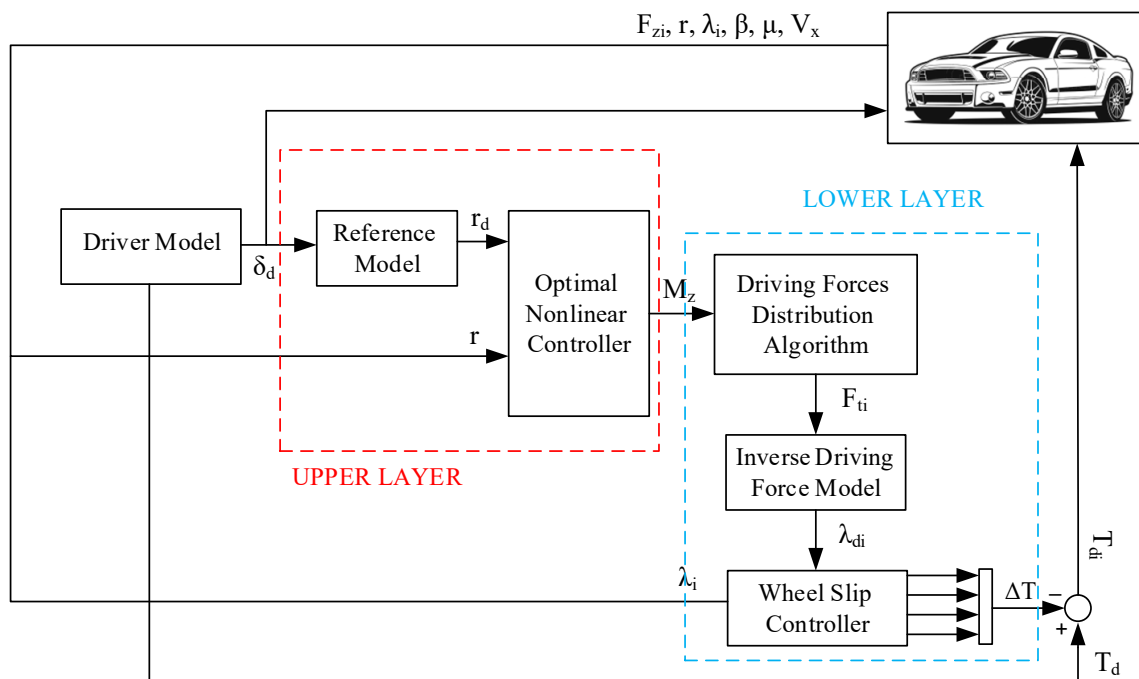 F_zi, r, λ_i, β, μ, V_x
LOWER LAYER
Driver Model
δ_d
Reference
Model
r_d
r
Optimal
Nonlinear
Controller
M_z
Driving Forces
Distribution
Algorithm
F_ti
UPPER LAYER
Inverse Driving
Force Model
λ_di
T_di
λ_i
Wheel Slip
Controller
ΔT
−
+
T_d